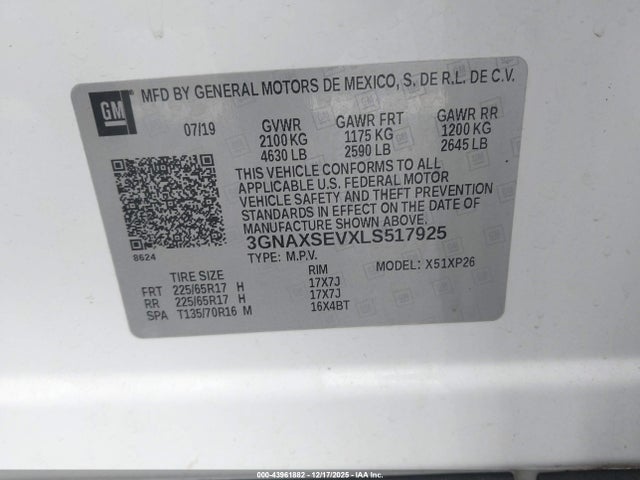 GM MFD BY GENERAL MOTORS DE MEXICO, S. DE R.L. DE C.V.
07/19 GVWR GAWR FRT GAWR RR
2100 KG 1175 KG 1200 KG
4630 LB 2590 LB 2645 LB
THIS VEHICLE CONFORMS TO ALL
APPLICABLE U.S. FEDERAL MOTOR
VEHICLE SAFETY AND THEFT PREVENTION
STANDARDS IN EFFECT ON THE DATE OF
MANUFACTURE SHOWN ABOVE.
3GNAXSEVXLS517925
8624 TYPE: M.P.V. MODEL: X51XP26
TIRE SIZE RIM
FRT 225/65R17 H 17X7J
RR 225/65R17 H 17X7J
SPA T135/70R16 M 16X4BT
000-43961882 - 12/17/2025 - IAAI.COM